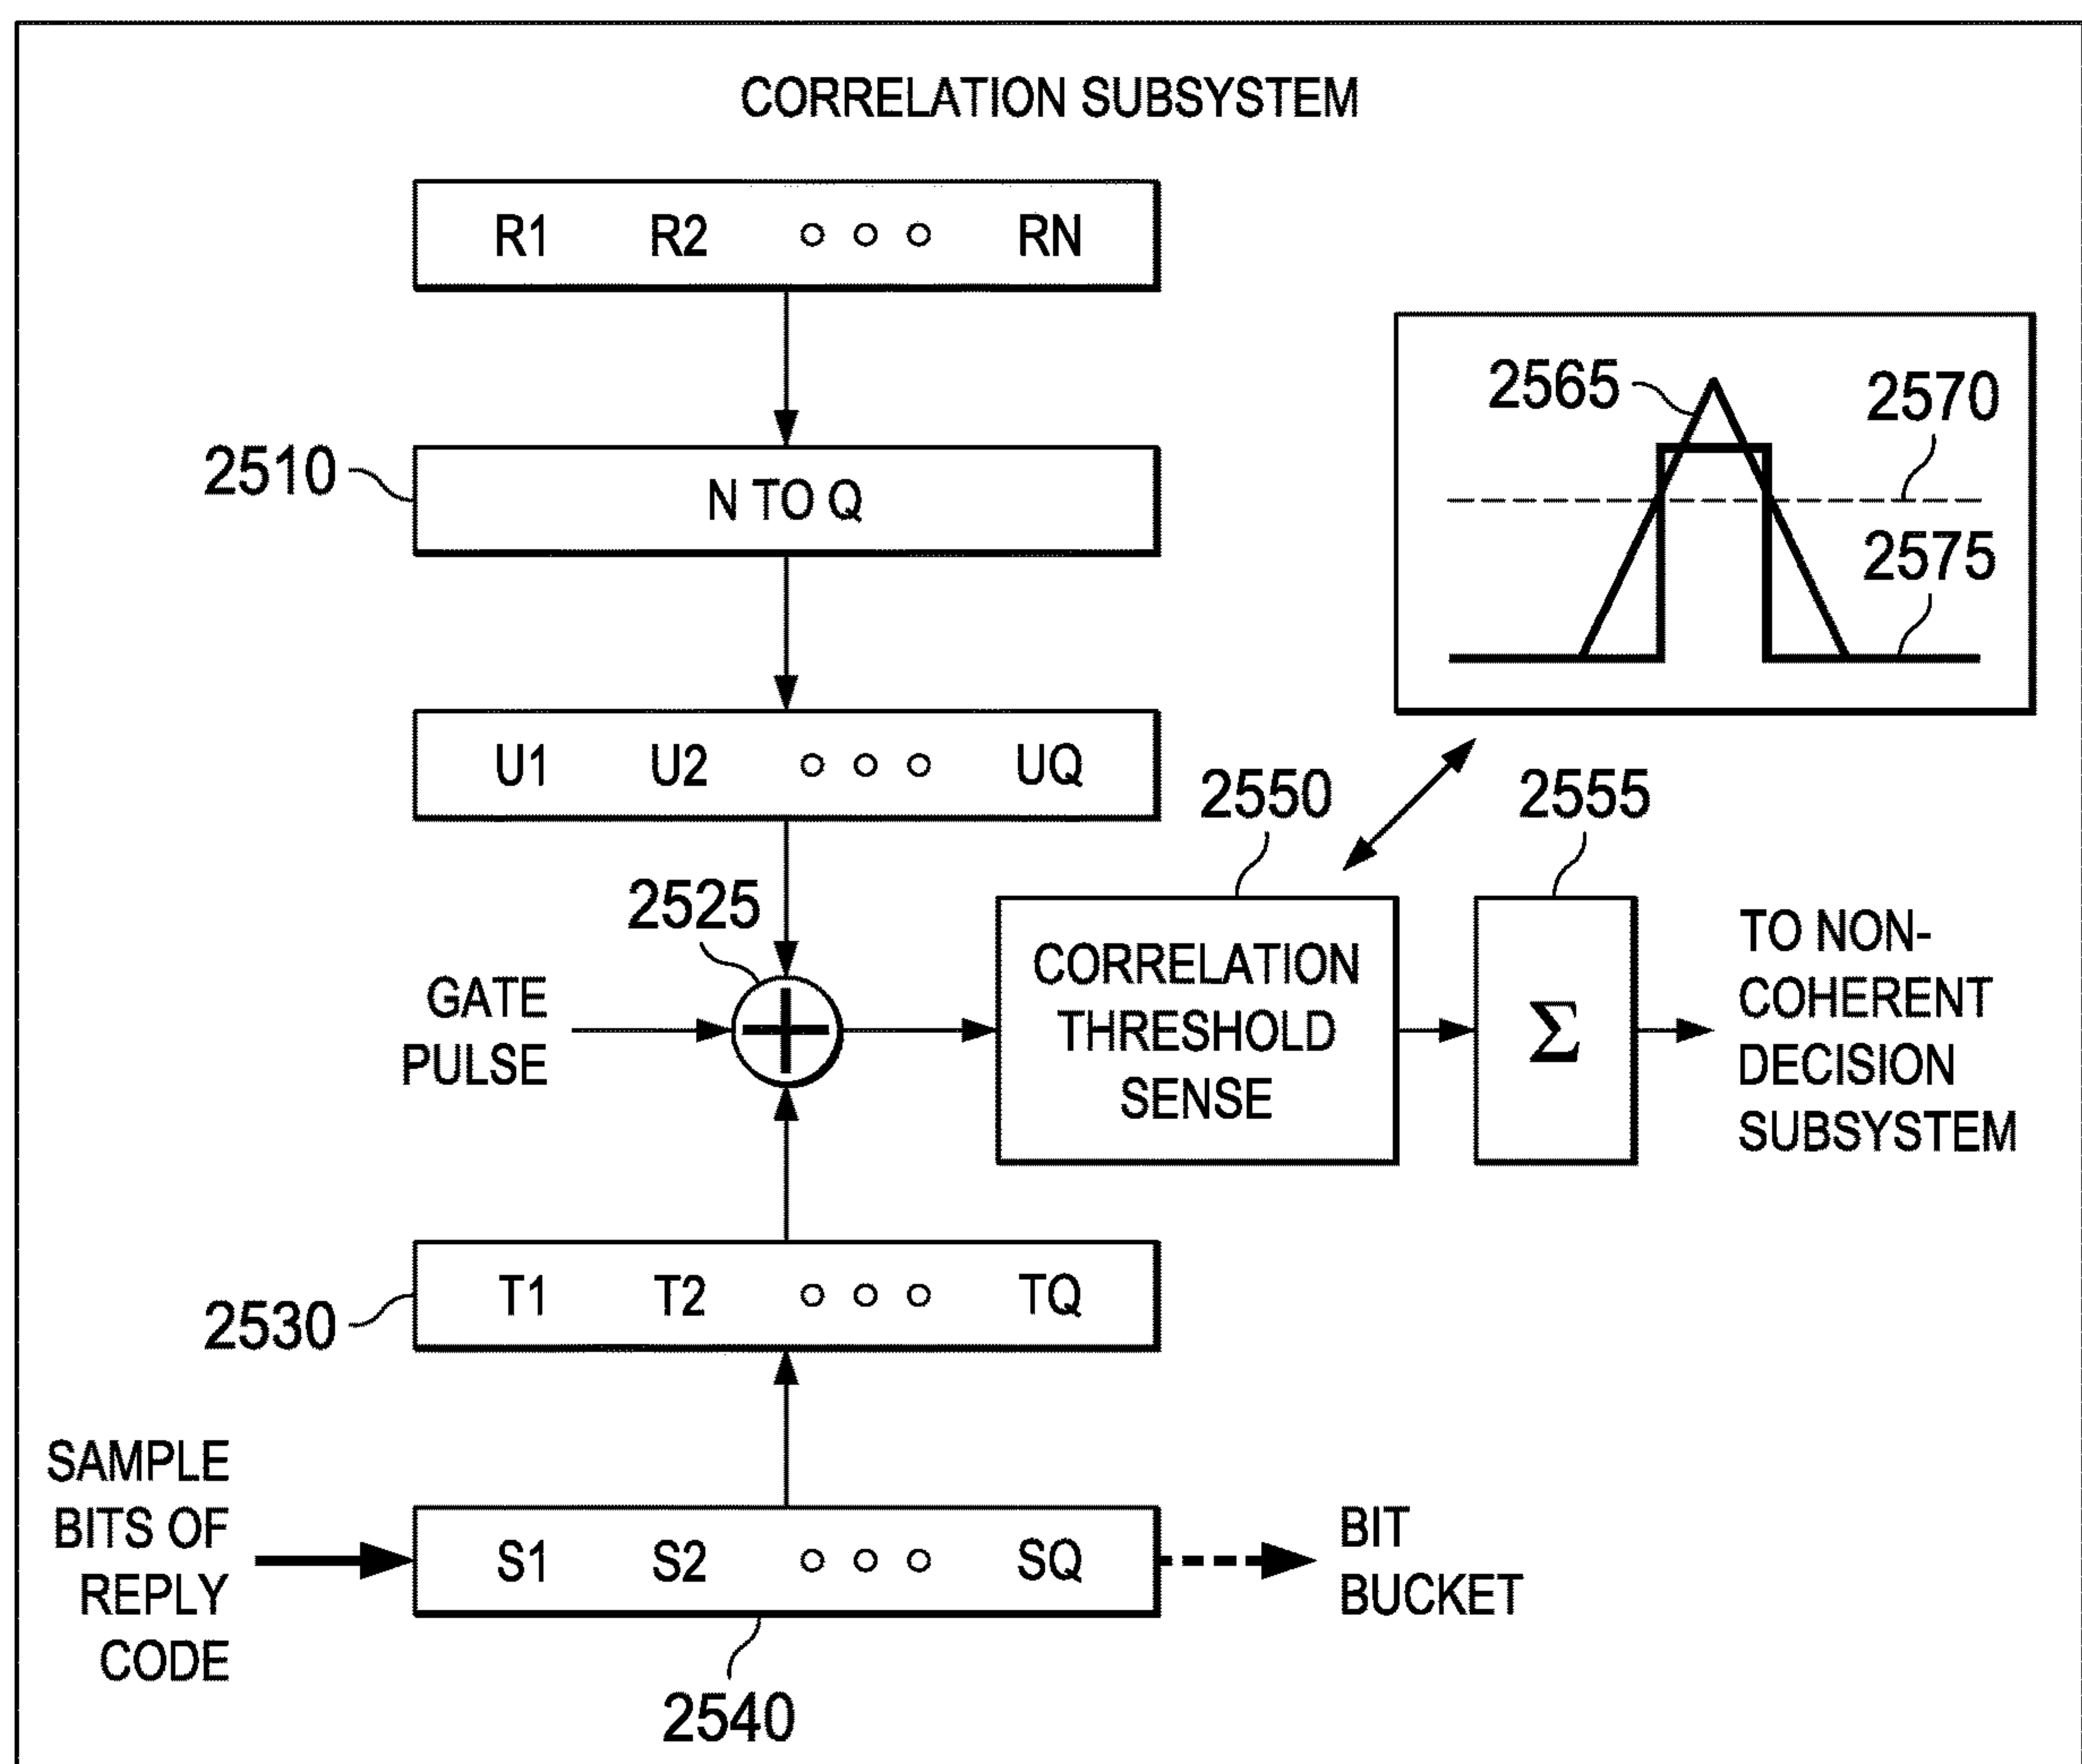 CORRELATION SUBSYSTEM
R1 R2 ○ ○ ○ RN
2510
N TO Q
2565
2570
2575
U1 U2 ○ ○ ○ UQ
2550
2555
2525
GATE
PULSE
+
CORRELATION
THRESHOLD
SENSE
Σ
TO NON-
COHERENT
DECISION
SUBSYSTEM
2530
T1 T2 ○ ○ ○ TQ
SAMPLE
BITS OF
REPLY
CODE
S1 S2 ○ ○ ○ SQ
BIT
BUCKET
2540